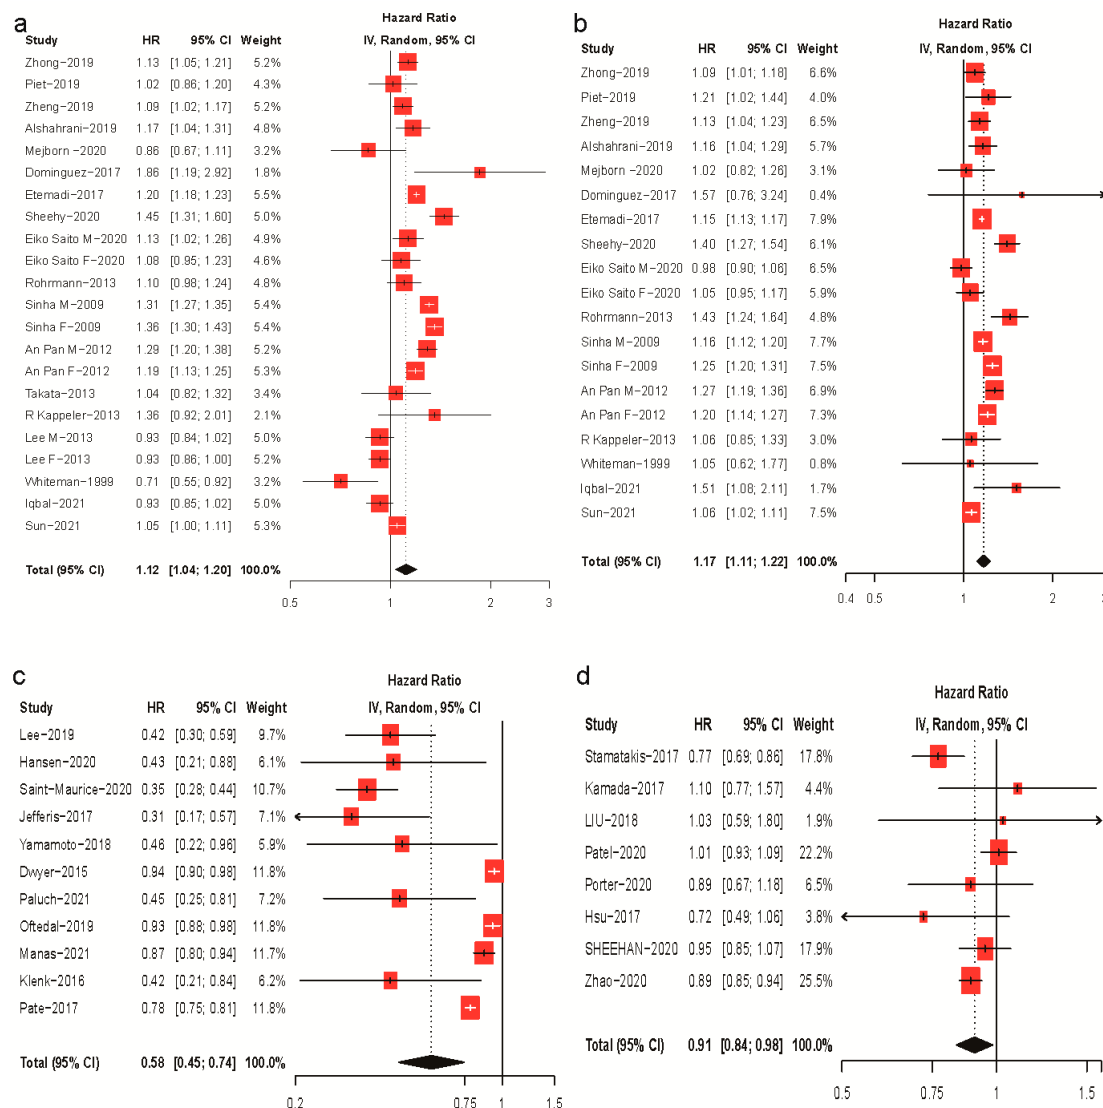 a
Hazard Ratio
Study HR 95% CI Weight IV, Random, 95% CI
Zhong−2019 1.13 [1.05; 1.21] 5.2%
Piet−2019 1.02 [0.86; 1.20] 4.3%
Zheng−2019 1.09 [1.02; 1.17] 5.2%
Alshahrani−2019 1.17 [1.04; 1.31] 4.8%
Mejborn −2020 0.86 [0.67; 1.11] 3.2%
Dominguez−2017 1.86 [1.19; 2.92] 1.8%
Etemadi−2017 1.20 [1.18; 1.23] 5.5%
Sheehy−2020 1.45 [1.31; 1.60] 5.0%
Eiko Saito M−2020 1.13 [1.02; 1.26] 4.9%
Eiko Saito F−2020 1.08 [0.95; 1.23] 4.6%
Rohrmann−2013 1.10 [0.98; 1.24] 4.8%
Sinha M−2009 1.31 [1.27; 1.35] 5.4%
Sinha F−2009 1.36 [1.30; 1.43] 5.4%
An Pan M−2012 1.29 [1.20; 1.38] 5.2%
An Pan F−2012 1.19 [1.13; 1.25] 5.3%
Takata−2013 1.04 [0.82; 1.32] 3.4%
R Kappeler−2013 1.36 [0.92; 2.01] 2.1%
Lee M−2013 0.93 [0.84; 1.02] 5.0%
Lee F−2013 0.93 [0.86; 1.00] 5.2%
Whiteman−1999 0.71 [0.55; 0.92] 3.2%
Iqbal−2021 0.93 [0.85; 1.02] 5.0%
Sun−2021 1.05 [1.00; 1.11] 5.3%
Total (95% CI) 1.12 [1.04; 1.20] 100.0%
0.5 1 2 3
b
Hazard Ratio
Study HR 95% CI Weight IV, Random, 95% CI
Zhong−2019 1.09 [1.01; 1.18] 6.6%
Piet−2019 1.21 [1.02; 1.44] 4.0%
Zheng−2019 1.13 [1.04; 1.23] 6.5%
Alshahrani−2019 1.16 [1.04; 1.29] 5.7%
Mejborn −2020 1.02 [0.82; 1.26] 3.1%
Dominguez−2017 1.57 [0.76; 3.24] 0.4%
Etemadi−2017 1.15 [1.13; 1.17] 7.9%
Sheehy−2020 1.40 [1.27; 1.54] 6.1%
Eiko Saito M−2020 0.98 [0.90; 1.06] 6.5%
Eiko Saito F−2020 1.05 [0.95; 1.17] 5.9%
Rohrmann−2013 1.43 [1.24; 1.64] 4.8%
Sinha M−2009 1.16 [1.12; 1.20] 7.7%
Sinha F−2009 1.25 [1.20; 1.31] 7.5%
An Pan M−2012 1.27 [1.19; 1.36] 6.9%
An Pan F−2012 1.20 [1.14; 1.27] 7.3%
R Kappeler−2013 1.06 [0.85; 1.33] 3.0%
Whiteman−1999 1.05 [0.62; 1.77] 0.8%
Iqbal−2021 1.51 [1.08; 2.11] 1.7%
Sun−2021 1.06 [1.02; 1.11] 7.5%
Total (95% CI) 1.17 [1.11; 1.22] 100.0%
0.4 0.5 1 2 3
c
Hazard Ratio
Study HR 95% CI Weight IV, Random, 95% CI
Lee−2019 0.42 [0.30; 0.59] 9.7%
Hansen−2020 0.43 [0.21; 0.88] 6.1%
Saint−Maurice−2020 0.35 [0.28; 0.44] 10.7%
Jefferis−2017 0.31 [0.17; 0.57] 7.1%
Yamamoto−2018 0.46 [0.22; 0.96] 5.9%
Dwyer−2015 0.94 [0.90; 0.98] 11.8%
Paluch−2021 0.45 [0.25; 0.81] 7.2%
Oftedal−2019 0.93 [0.88; 0.98] 11.8%
Manas−2021 0.87 [0.80; 0.94] 11.7%
Klenk−2016 0.42 [0.21; 0.84] 6.2%
Pate−2017 0.78 [0.75; 0.81] 11.8%
Total (95% CI) 0.58 [0.45; 0.74] 100.0%
0.2 0.75 1 1.5
d
Hazard Ratio
Study HR 95% CI Weight IV, Random, 95% CI
Stamatakis−2017 0.77 [0.69; 0.86] 17.8%
Kamada−2017 1.10 [0.77; 1.57] 4.4%
LIU−2018 1.03 [0.59; 1.80] 1.9%
Patel−2020 1.01 [0.93; 1.09] 22.2%
Porter−2020 0.89 [0.67; 1.18] 6.5%
Hsu−2017 0.72 [0.49; 1.06] 3.8%
SHEEHAN−2020 0.95 [0.85; 1.07] 17.9%
Zhao−2020 0.89 [0.85; 0.94] 25.5%
Total (95% CI) 0.91 [0.84; 0.98] 100.0%
0.5 0.75 1 1.5